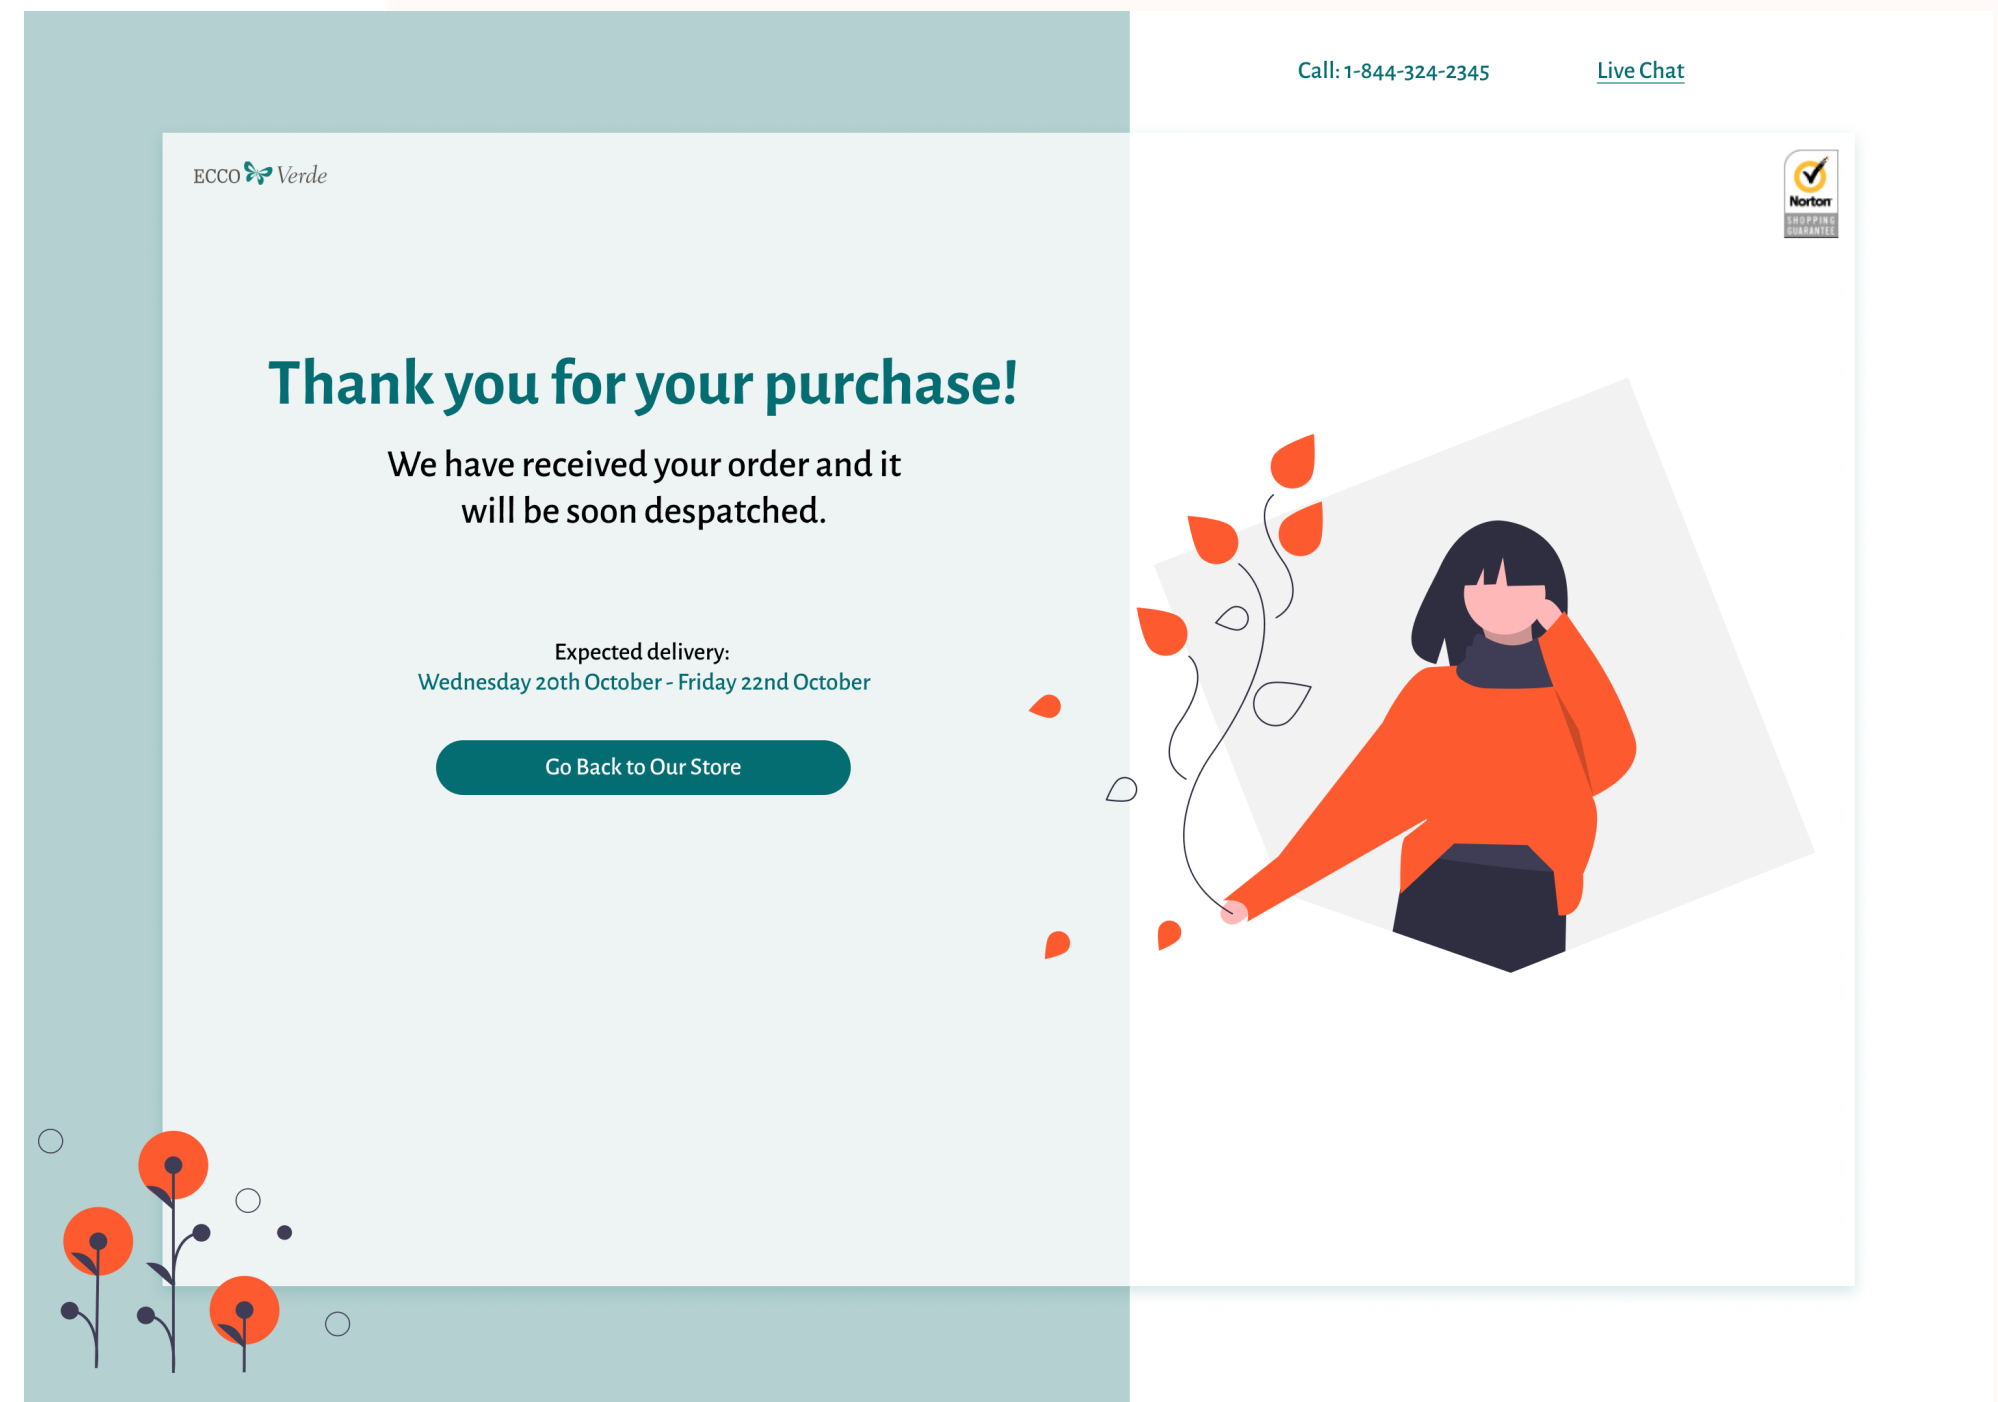 Call: 1-844-324-2345
Live Chat
ECCO Verde
Norton
SHOPPING
GUARANTEE
Thank you for your purchase!
We have received your order and it
will be soon despatched.
Expected delivery:
Wednesday 20th October - Friday 22nd October
Go Back to Our Store